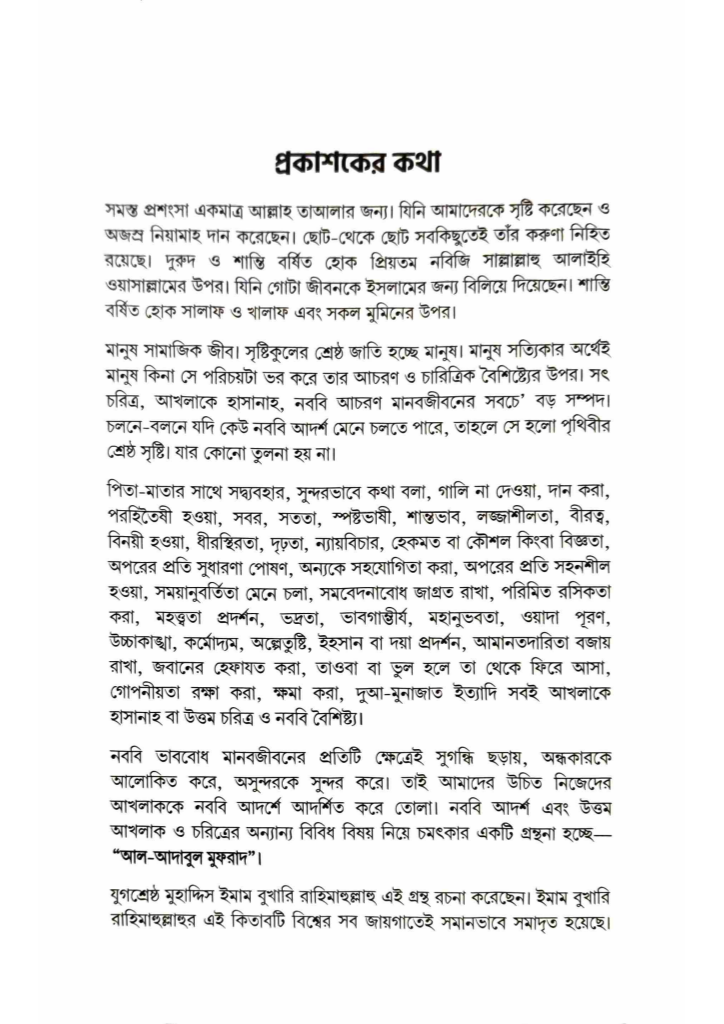 প্রকাশকের কথা
সমস্ত প্রশংসা একমাত্র আল্লাহ তাআলার জন্য। যিনি আমাদেরকে সৃষ্টি করেছেন ও
অজস্র নিয়ামাহ দান করেছেন। ছোট-থেকে ছোট সবকিছুতেই তাঁর করুণা নিহিত
রয়েছে। দুরুদ ও শান্তি বর্ষিত হোক প্রিয়তম নবিজি সাল্লাল্লাহু আলাইহি
ওয়াসাল্লামের উপর। যিনি গোটা জীবনকে ইসলামের জন্য বিলিয়ে দিয়েছেন। শান্তি
বর্ষিত হোক সালাফ ও খালাফ এবং সকল মুমিনের উপর।
মানুষ সামাজিক জীব। সৃষ্টিকুলের শ্রেষ্ঠ জাতি হচ্ছে মানুষ। মানুষ সত্যিকার অর্থেই
মানুষ কিনা সে পরিচয়টা ভর করে তার আচরণ ও চারিত্রিক বৈশিষ্ট্যের উপর। সৎ
চরিত্র, আখলাকে হাসানাহ, নববি আচরণ মানবজীবনের সবচে’ বড় সম্পদ।
চলনে-বলনে যদি কেউ নববি আদর্শ মেনে চলতে পারে, তাহলে সে হলো পৃথিবীর
শ্রেষ্ঠ সৃষ্টি। যার কোনো তুলনা হয় না।
পিতা-মাতার সাথে সদ্ব্যবহার, সুন্দরভাবে কথা বলা, গালি না দেওয়া, দান করা,
পরহিতৈষী হওয়া, সবর, সততা, স্পষ্টভাষী, শান্তভাব, লজ্জাশীলতা, বীরত্ব,
বিনয়ী হওয়া, ধীরস্থিরতা, দৃঢ়তা, ন্যায়বিচার, হেকমত বা কৌশল কিংবা বিজ্ঞতা,
অপরের প্রতি সুধারণা পোষণ, অন্যকে সহযোগিতা করা, অপরের প্রতি সহনশীল
হওয়া, সময়ানুবর্তিতা মেনে চলা, সমবেদনাবোধ জাগ্রত রাখা, পরিমিত রসিকতা
করা, মহত্ত্বতা প্রদর্শন, ভদ্রতা, ভাবগাম্ভীর্য, মহানুভবতা, ওয়াদা পূরণ,
উচ্চাকাঙ্খা, কর্মোদ্যম, অল্পেতুষ্টি, ইহসান বা দয়া প্রদর্শন, আমানতদারিতা বজায়
রাখা, জবানের হেফাযত করা, তাওবা বা ভুল হলে তা থেকে ফিরে আসা,
গোপনীয়তা রক্ষা করা, ক্ষমা করা, দুআ-মুনাজাত ইত্যাদি সবই আখলাকে
হাসানাহ বা উত্তম চরিত্র ও নববি বৈশিষ্ট্য।
নববি ভাববোধ মানবজীবনের প্রতিটি ক্ষেত্রেই সুগন্ধি ছড়ায়, অন্ধকারকে
আলোকিত করে, অসুন্দরকে সুন্দর করে। তাই আমাদের উচিত নিজেদের
আখলাককে নববি আদর্শে আদর্শিত করে তোলা। নববি আদর্শ এবং উত্তম
আখলাক ও চরিত্রের অন্যান্য বিবিধ বিষয় নিয়ে চমৎকার একটি গ্রন্থনা হচ্ছে—
“আল-আদাবুল মুফরাদ”।
যুগশ্রেষ্ঠ মুহাদ্দিস ইমাম বুখারি রাহিমাহুল্লাহু এই গ্রন্থ রচনা করেছেন। ইমাম বুখারি
রাহিমাহুল্লাহুর এই কিতাবটি বিশ্বের সব জায়গাতেই সমানভাবে সমাদৃত হয়েছে।